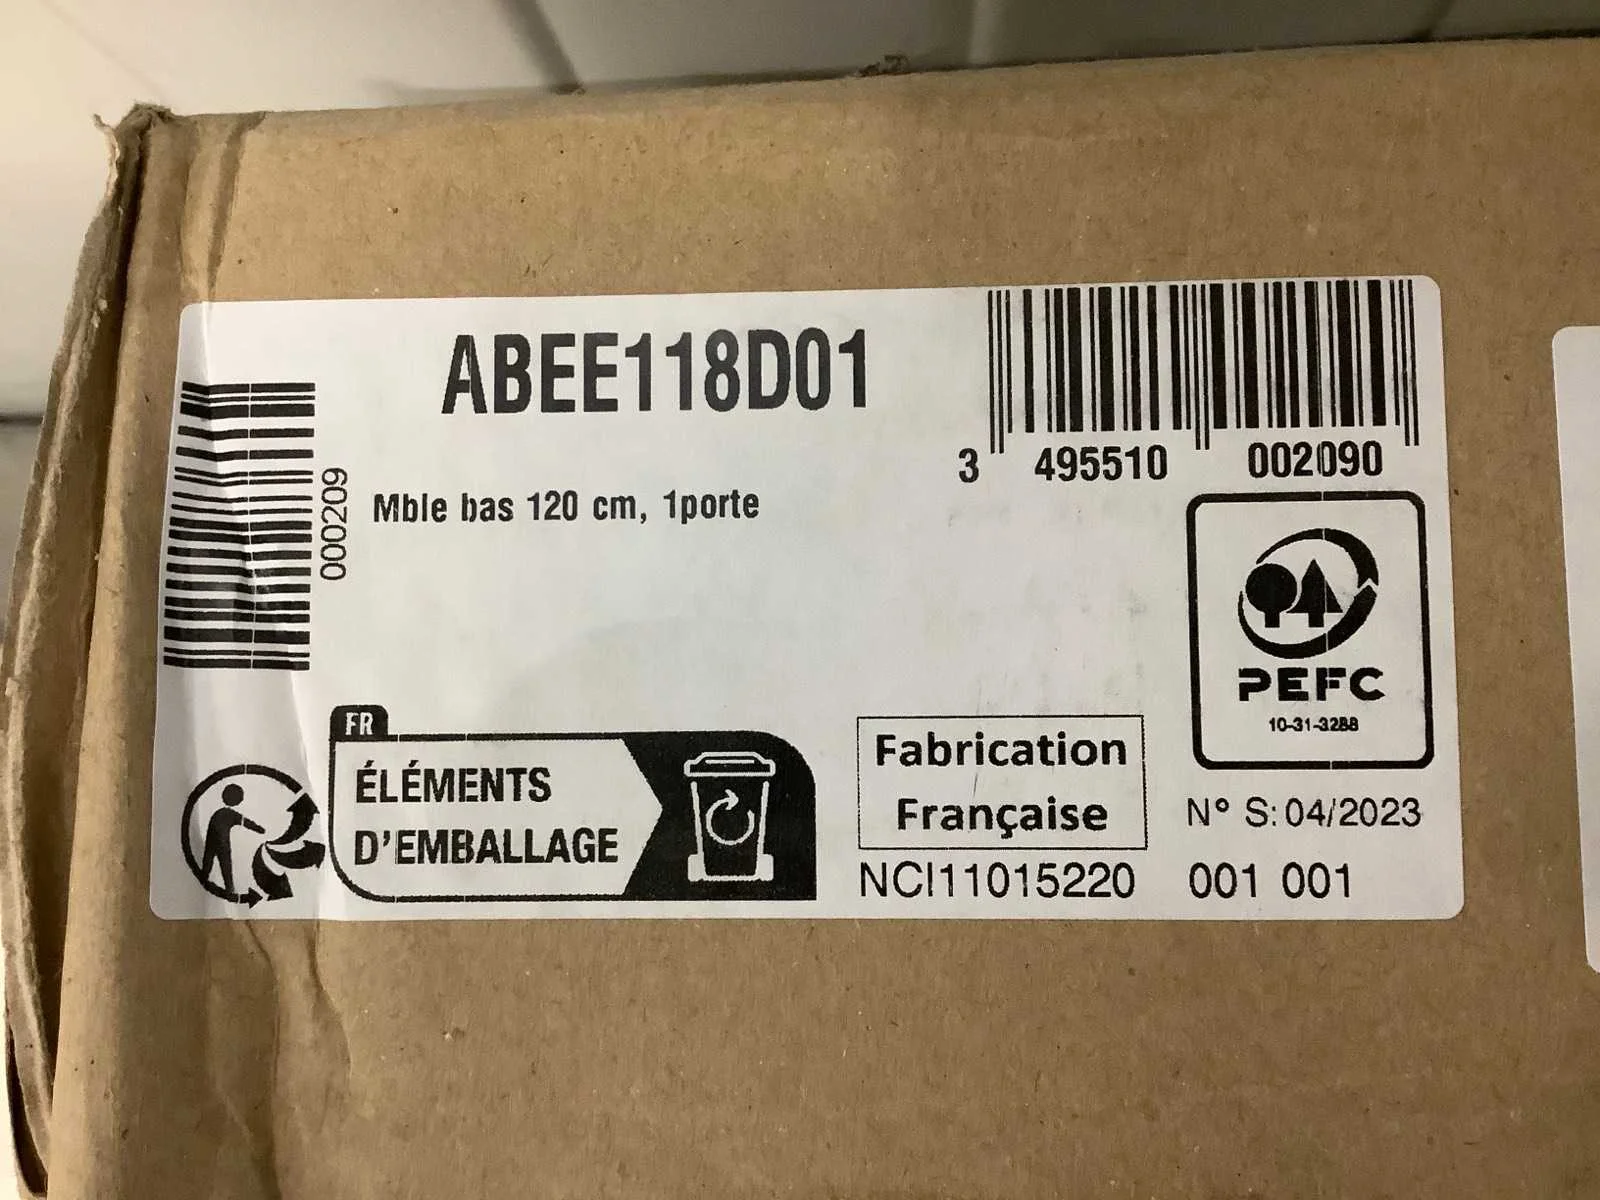 ABEE118D01
3 495510 002090
000209
Mble bas 120 cm, 1porte
PEFC
10-31-3288
FR
ÉLÉMENTS
D'EMBALLAGE
Fabrication
Française
N° S: 04/2023
NCI11015220 001 001